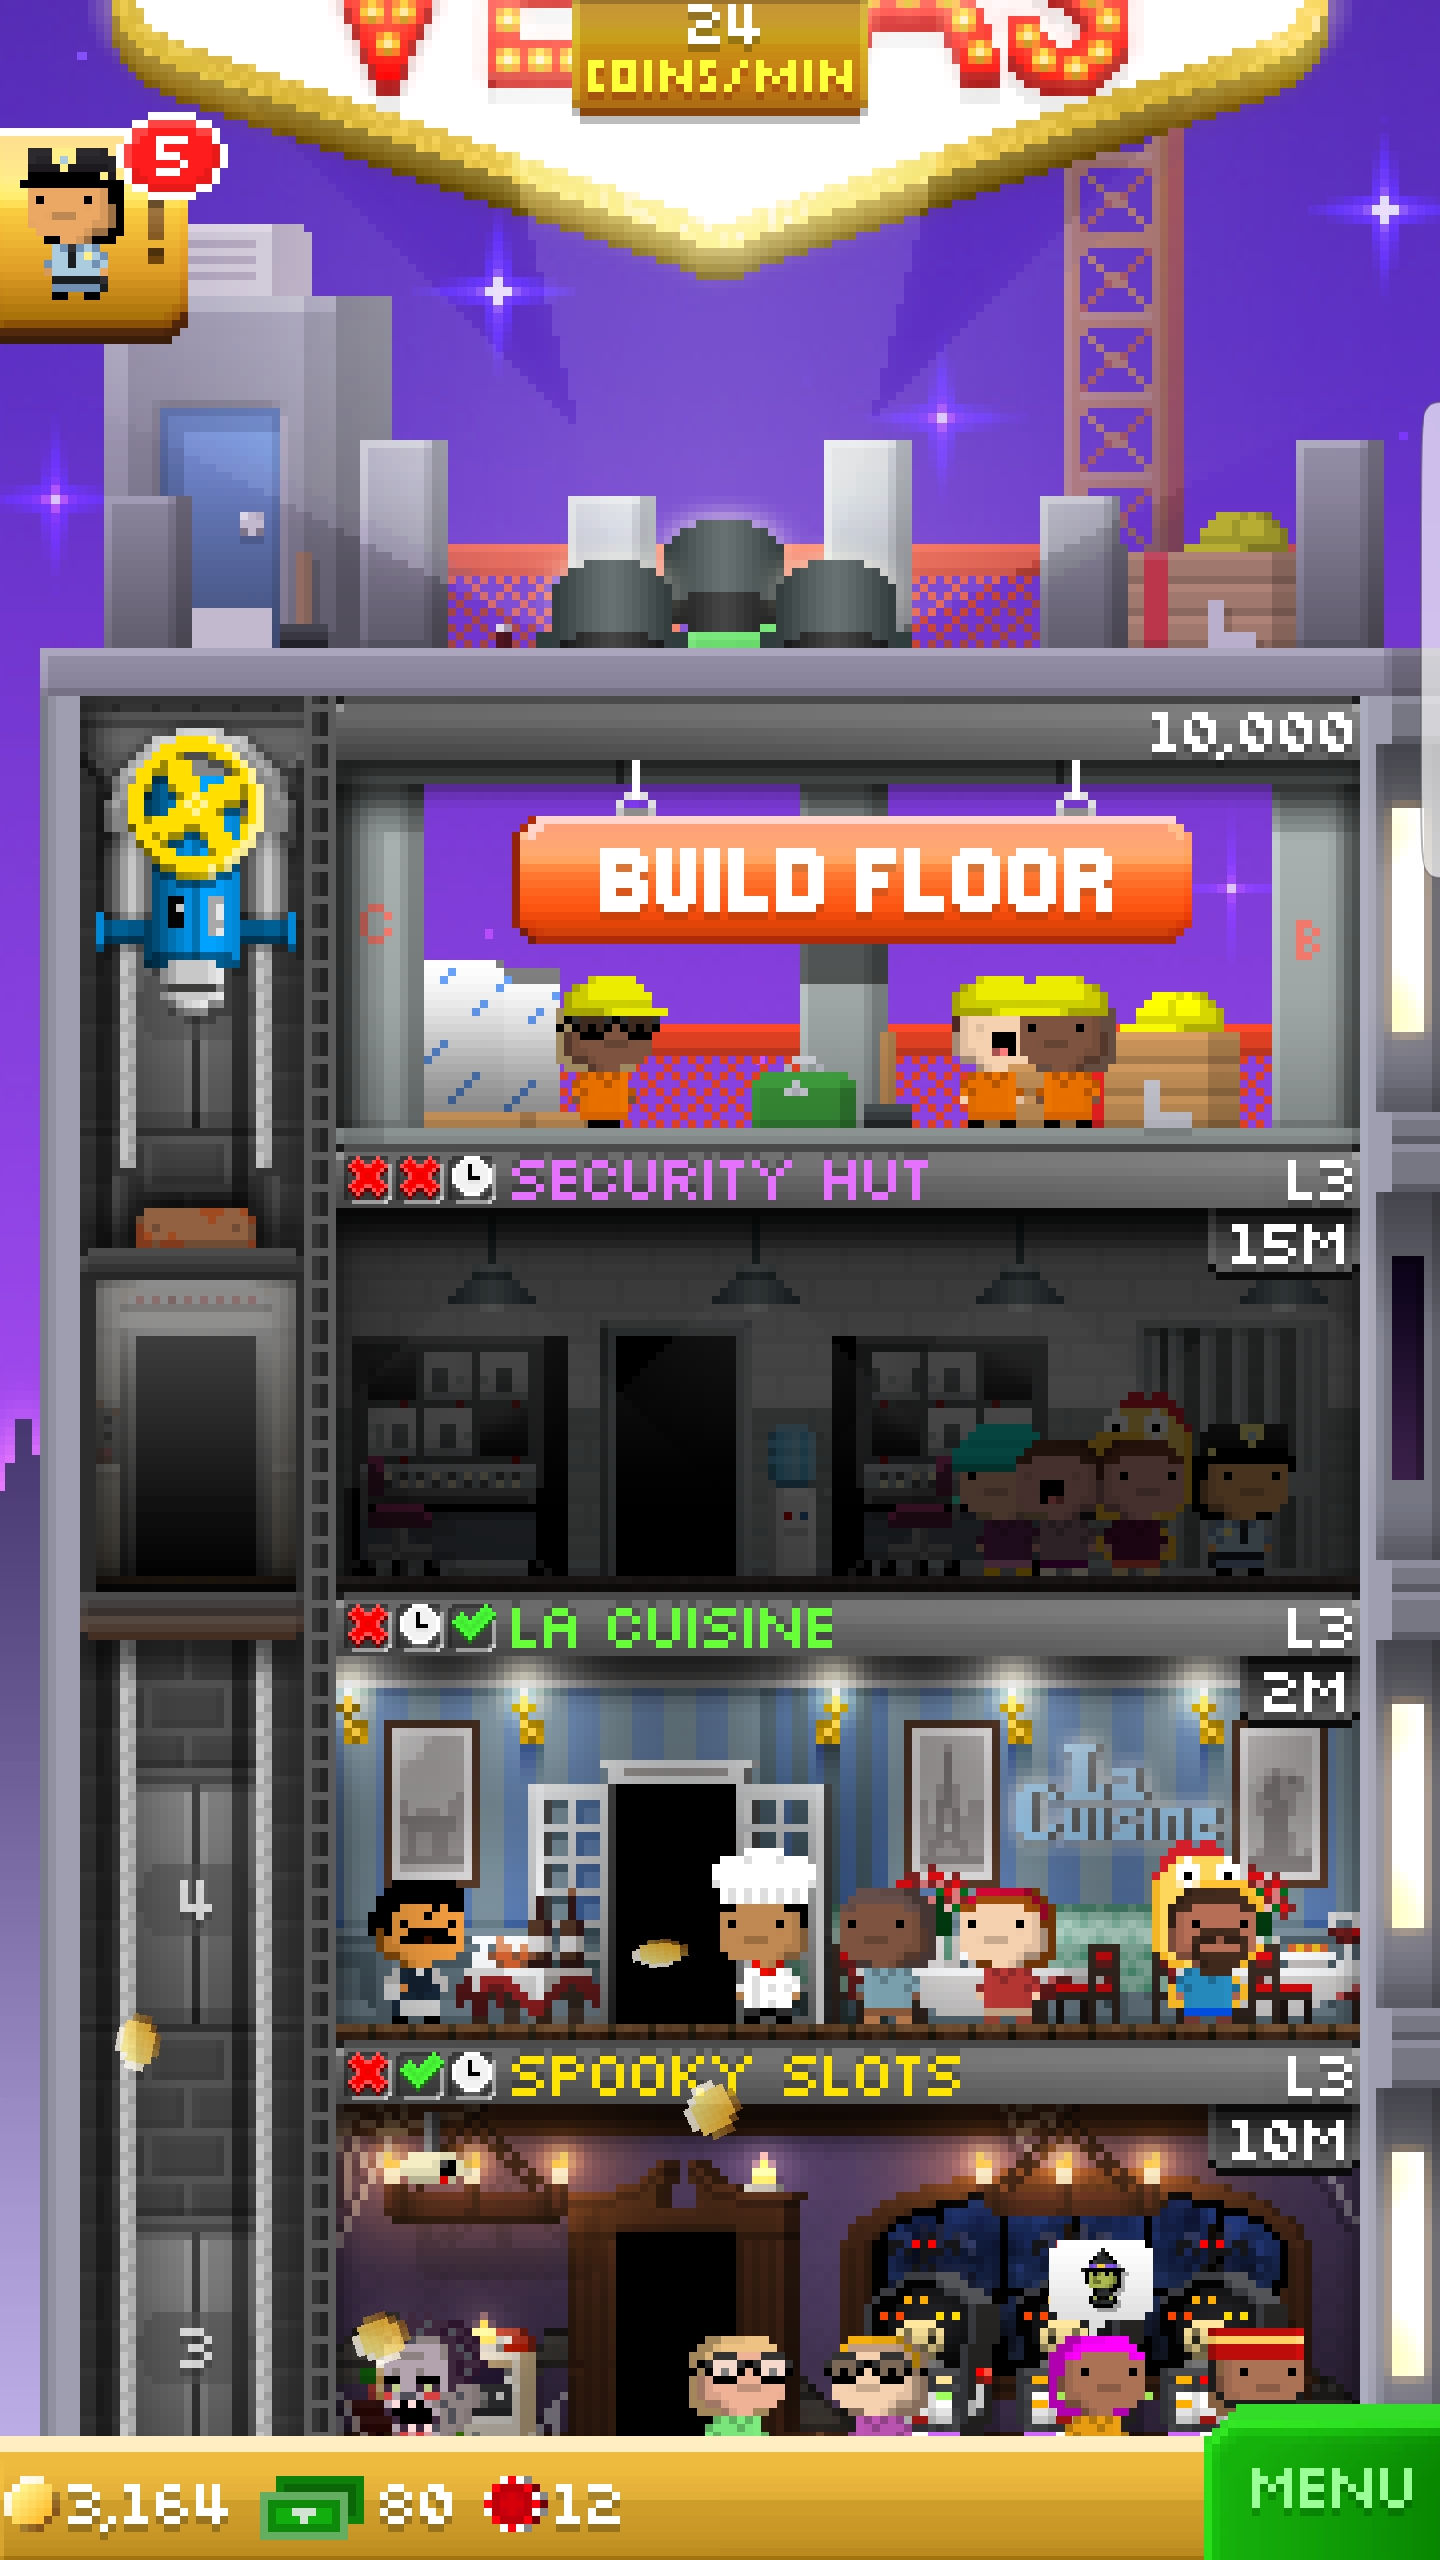 24
COINS/MIN
5
!
10,000
BUILD FLOOR
C
B
SECURITY HUT L3
15M
LA CUISINE L3
2M
La
Cuisine
4
SPOOKY SLOTS L3
10M
3
3,164 80 12
MENU